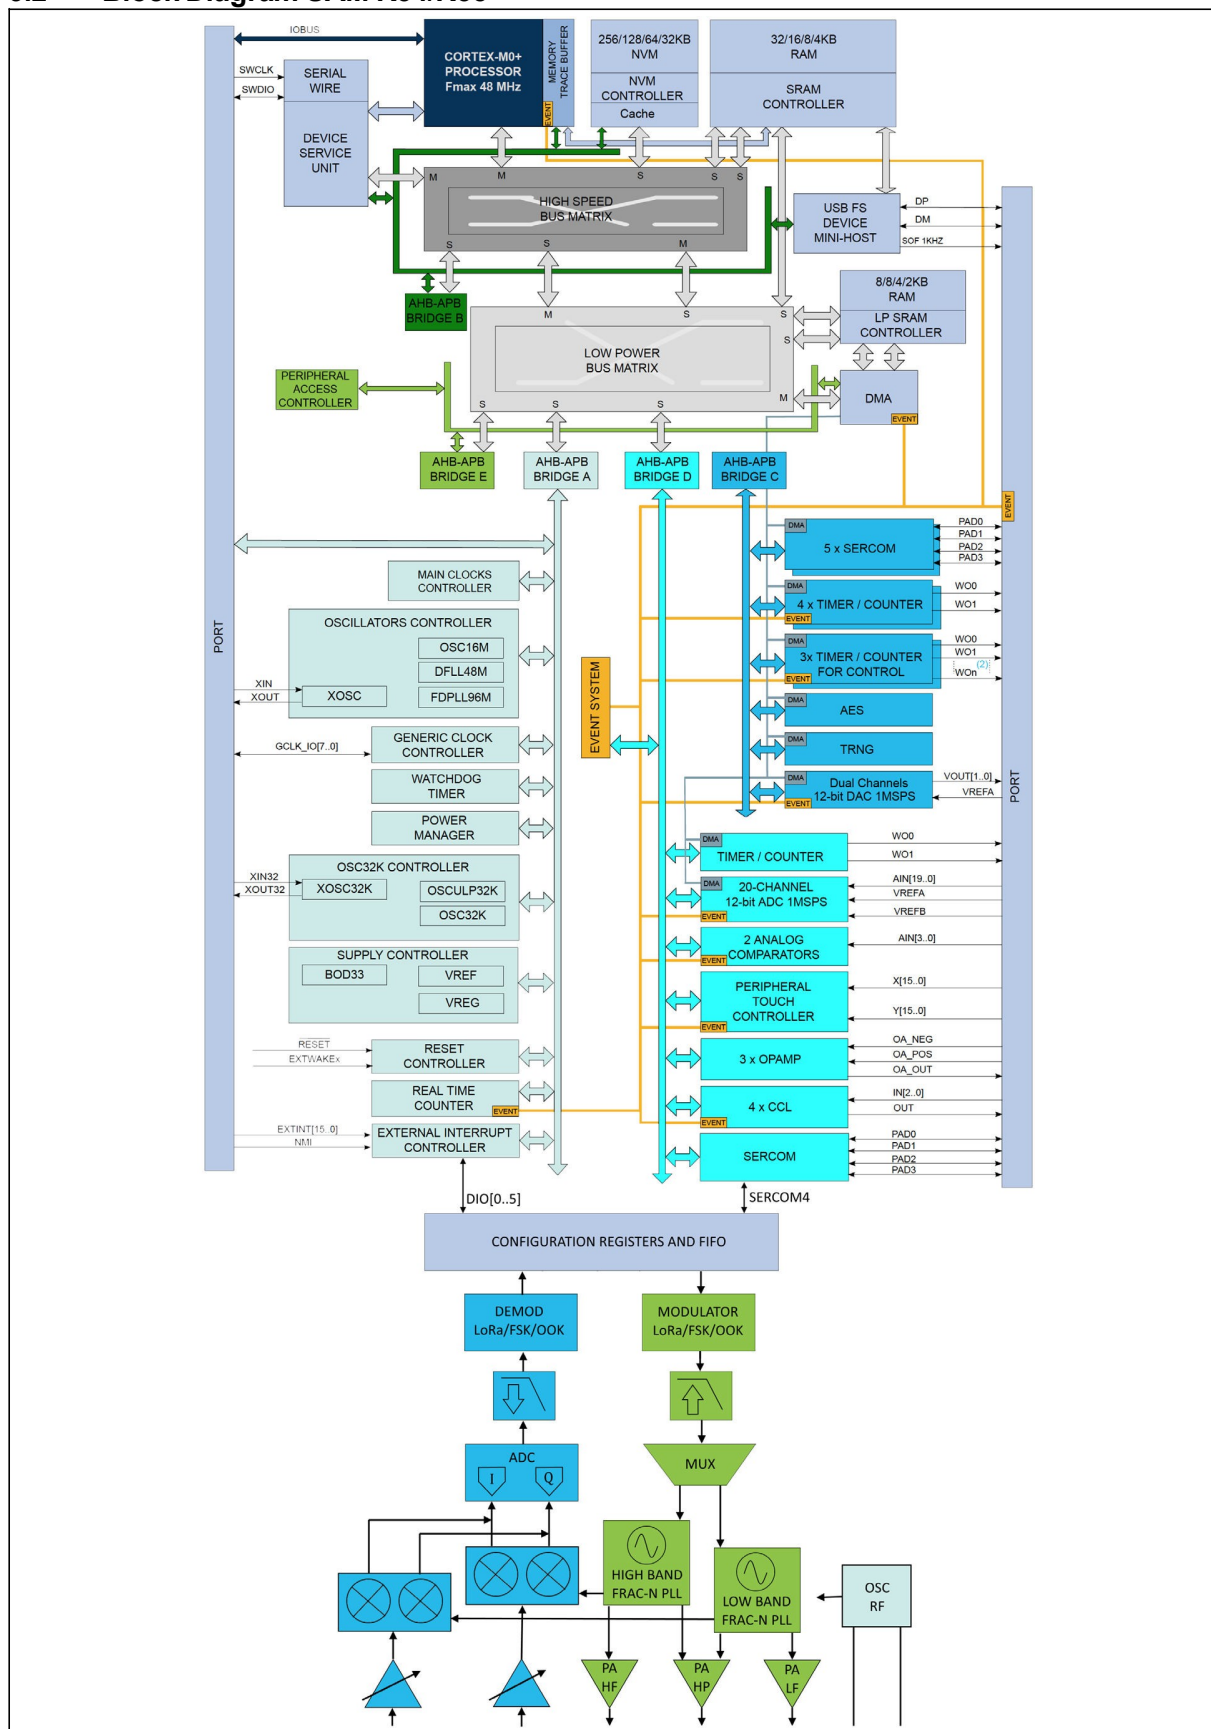 IOBUS
CORTEX-M0+
PROCESSOR
Fmax 48 MHz
MEMORY
TRACE BUFFER
EVENT
256/128/64/32KB
NVM
NVM
CONTROLLER
Cache
32/16/8/4KB
RAM
SRAM
CONTROLLER
SWCLK
SWDIO
SERIAL
WIRE
DEVICE
SERVICE
UNIT
M
M
S
S
S
HIGH SPEED
BUS MATRIX
S
S
M
USB FS
DEVICE
MINI-HOST
DP
DM
SOF 1KHZ
AHB-APB
BRIDGE B
8/8/4/2KB
RAM
LP SRAM
CONTROLLER
M
S
S
S
LOW POWER
BUS MATRIX
S
S
S
M
PERIPHERAL
ACCESS
CONTROLLER
DMA
EVENT
AHB-APB
BRIDGE E
AHB-APB
BRIDGE A
AHB-APB
BRIDGE D
AHB-APB
BRIDGE C
EVENT
PORT
PORT
MAIN CLOCKS
CONTROLLER
OSCILLATORS CONTROLLER
OSC16M
DFLL48M
FDPLL96M
XOSC
XIN
XOUT
GCLK_IO[7..0]
GENERIC CLOCK
CONTROLLER
WATCHDOG
TIMER
POWER
MANAGER
OSC32K CONTROLLER
XIN32
XOUT32
XOSC32K
OSCULP32K
OSC32K
SUPPLY CONTROLLER
BOD33
VREF
VREG
RESET
EXTWAKEx
RESET
CONTROLLER
REAL TIME
COUNTER
EVENT
EXTINT[15..0]
NMI
EXTERNAL INTERRUPT
CONTROLLER
EVENT SYSTEM
DMA
5 x SERCOM
PAD0
PAD1
PAD2
PAD3
DMA
4 x TIMER / COUNTER
EVENT
WO0
WO1
DMA
3x TIMER / COUNTER
FOR CONTROL
EVENT
WO0
WO1
(2)
WOn
DMA
AES
DMA
TRNG
DMA
Dual Channels
12-bit DAC 1MSPS
EVENT
VOUT[1..0]
VREFA
DMA
TIMER / COUNTER
WO0
WO1
DMA
20-CHANNEL
12-bit ADC 1MSPS
EVENT
AIN[19..0]
VREFA
VREFB
2 ANALOG
COMPARATORS
EVENT
AIN[3..0]
PERIPHERAL
TOUCH
CONTROLLER
EVENT
X[15..0]
Y[15..0]
3 x OPAMP
OA_NEG
OA_POS
OA_OUT
4 x CCL
EVENT
IN[2..0]
OUT
SERCOM
PAD0
PAD1
PAD2
PAD3
DIO[0..5]
SERCOM4
CONFIGURATION REGISTERS AND FIFO
DEMOD
LoRa/FSK/OOK
MODULATOR
LoRa/FSK/OOK
ADC
I
Q
MUX
HIGH BAND
FRAC-N PLL
LOW BAND
FRAC-N PLL
OSC
RF
PA
HF
PA
HP
PA
LF